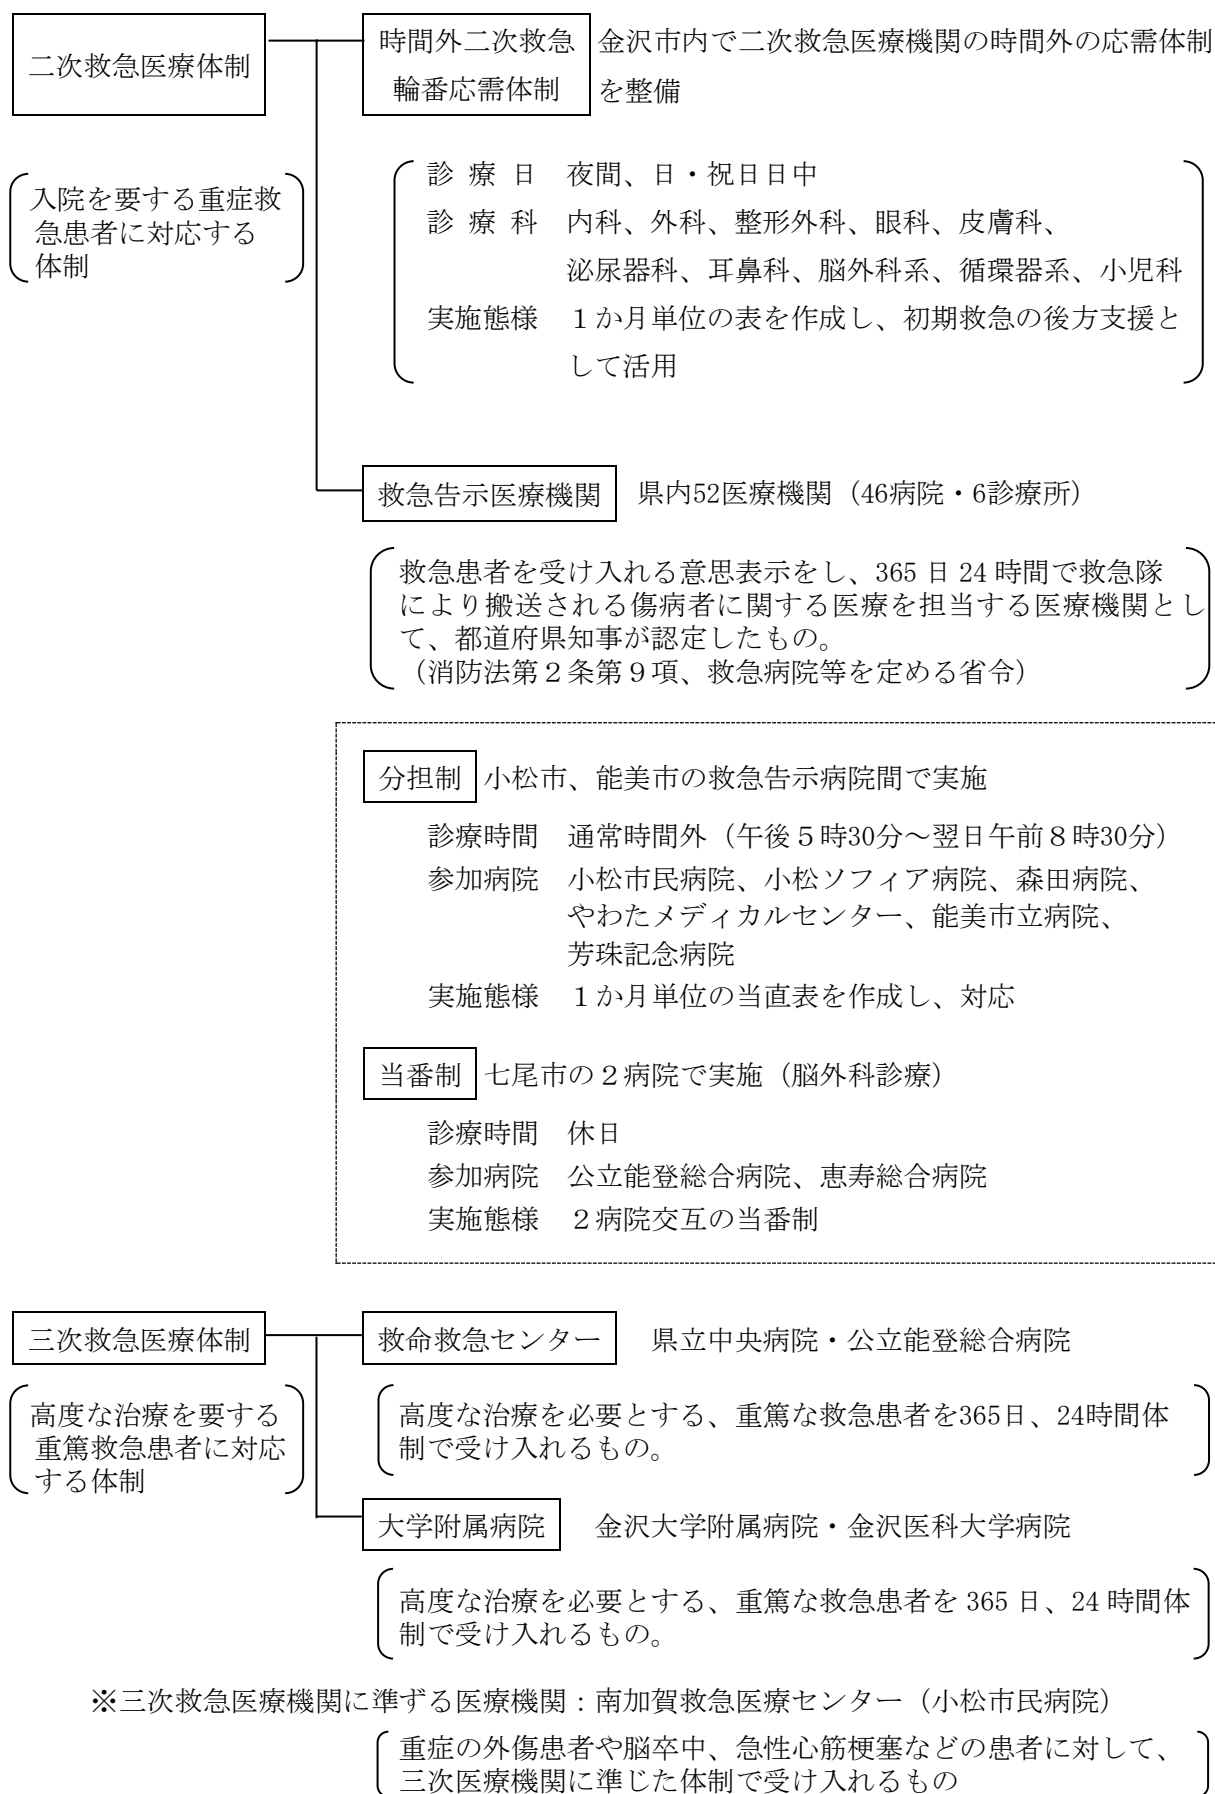 二次救急医療体制
時間外二次救急
輪番応需体制
金沢市内で二次救急医療機関の時間外の応需体制
を整備
入院を要する重症救
急患者に対応する
体制
診 療 日　夜間、日・祝日日中
診 療 科　内科、外科、整形外科、眼科、皮膚科、
泌尿器科、耳鼻科、脳外科系、循環器系、小児科
実施態様　１か月単位の表を作成し、初期救急の後方支援と
して活用
救急告示医療機関　県内52医療機関（46病院・6診療所）
救急患者を受け入れる意思表示をし、365 日 24 時間で救急隊
により搬送される傷病者に関する医療を担当する医療機関とし
て、都道府県知事が認定したもの。
（消防法第２条第９項、救急病院等を定める省令）
分担制　小松市、能美市の救急告示病院間で実施
診療時間　通常時間外（午後５時30分～翌日午前８時30分）
参加病院　小松市民病院、小松ソフィア病院、森田病院、
やわたメディカルセンター、能美市立病院、
芳珠記念病院
実施態様　１か月単位の当直表を作成し、対応
当番制　七尾市の２病院で実施（脳外科診療）
診療時間　休日
参加病院　公立能登総合病院、恵寿総合病院
実施態様　２病院交互の当番制
三次救急医療体制　救命救急センター　県立中央病院・公立能登総合病院
高度な治療を要する
重篤救急患者に対応
する体制
高度な治療を必要とする、重篤な救急患者を365日、24時間体
制で受け入れるもの。
大学附属病院　金沢大学附属病院・金沢医科大学病院
高度な治療を必要とする、重篤な救急患者を 365 日、24 時間体
制で受け入れるもの。
※三次救急医療機関に準ずる医療機関：南加賀救急医療センター（小松市民病院）
重症の外傷患者や脳卒中、急性心筋梗塞などの患者に対して、
三次医療機関に準じた体制で受け入れるもの